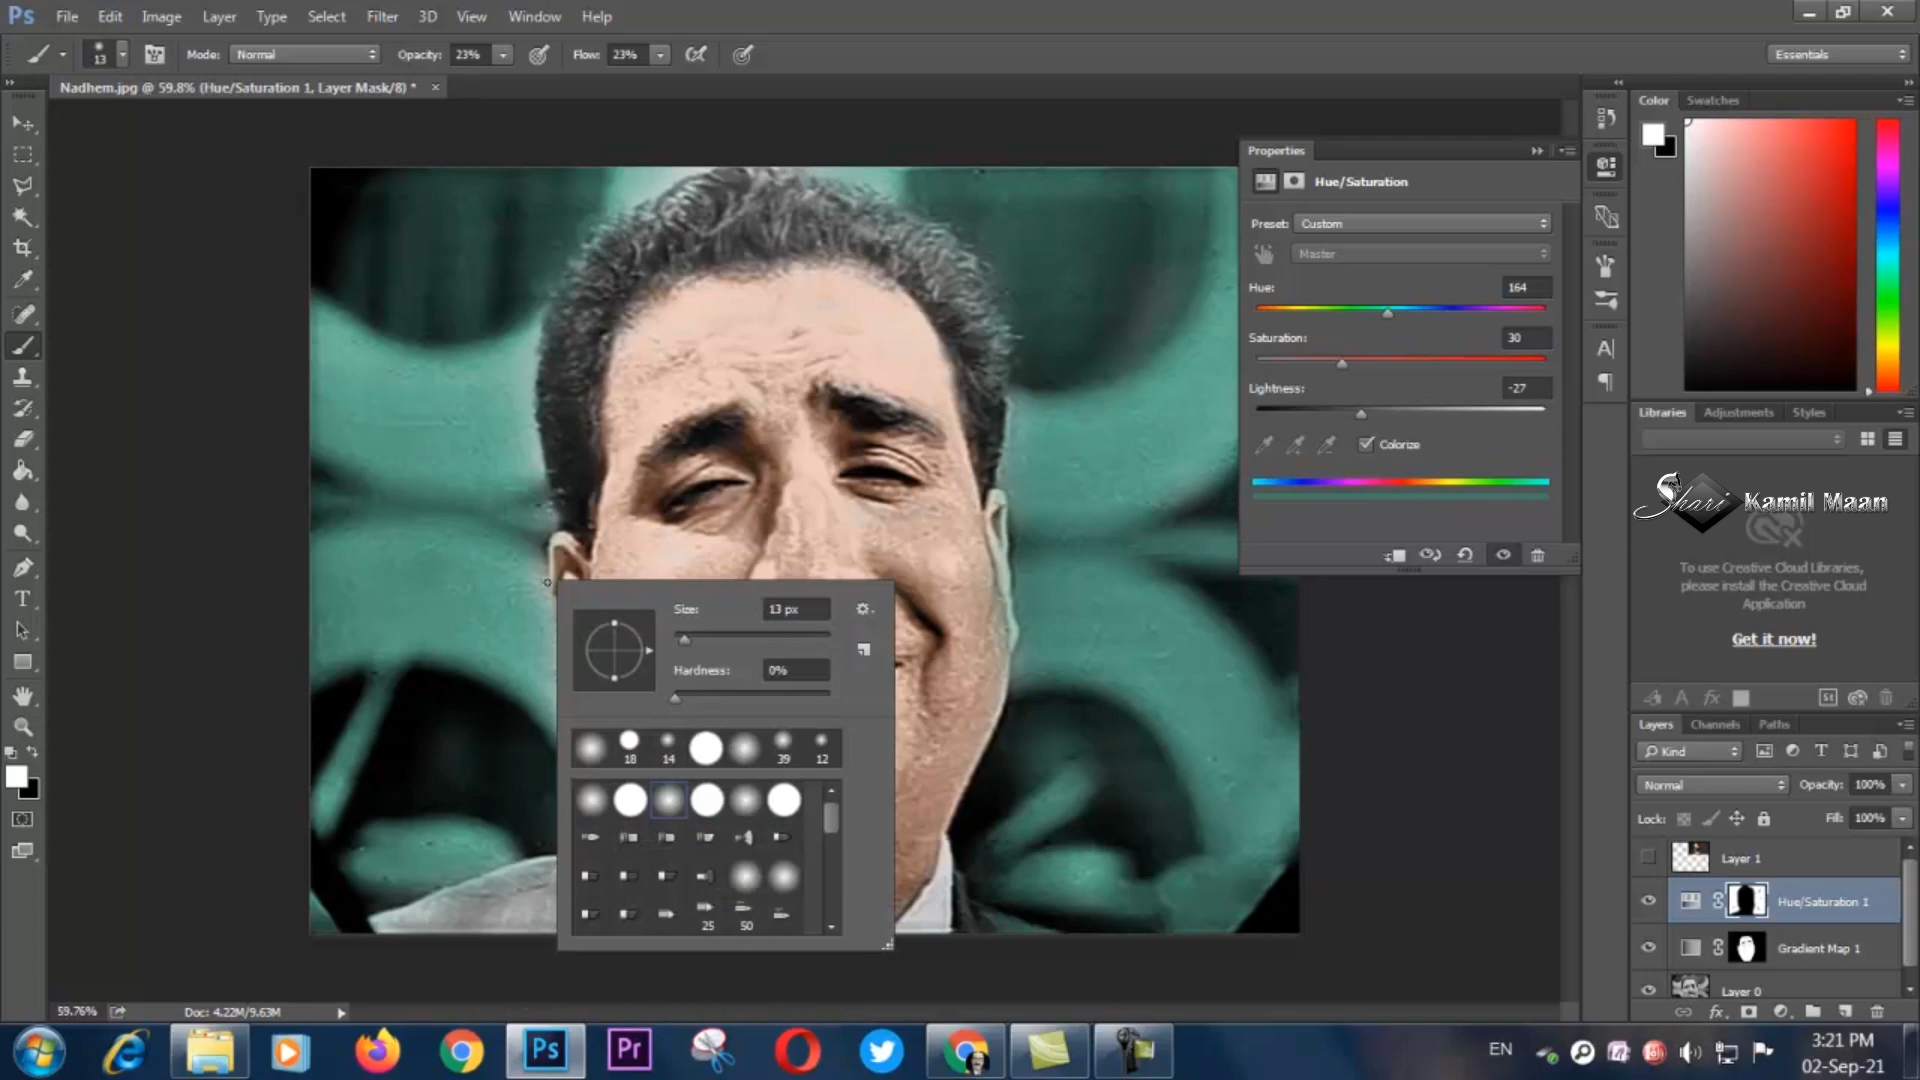 Ps File Edit Image Layer Type Select Filter 3D View Window Help
13 Mode: Normal Opacity: 23% Flow: 23% Essentials
Nadhem.jpg @ 59.8% (Hue/Saturation 1, Layer Mask/8) *
Color Swatches
Properties
Hue/Saturation
Preset: Custom
Master
Hue: 164
Saturation: 30
Lightness: -27
Colorize
Libraries Adjustments Styles
Shari Kamil Maan
To use Creative Cloud Libraries,
please install the Creative Cloud
Application
Get it now!
Size: 13 px
Hardness: 0%
18 14 39 12
25 50
St
Layers Channels Paths
Kind
Normal Opacity: 100%
Lock: Fill: 100%
Layer 1
Hue/Saturation 1
Gradient Map 1
Layer 0
59.76% Doc: 4.22M/9.63M
Ps Pr EN 3:21 PM
02-Sep-21